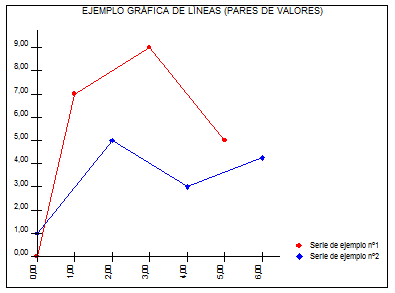 EJEMPLO GRÁFICA DE LÍNEAS (PARES DE VALORES)
9,00
8,00
7,00
6,00
5,00
4,00
3,00
2,00
1,00
0,00
0,00 1,00 2,00 3,00 4,00 5,00 6,00
Serie de ejemplo nº1
Serie de ejemplo nº2